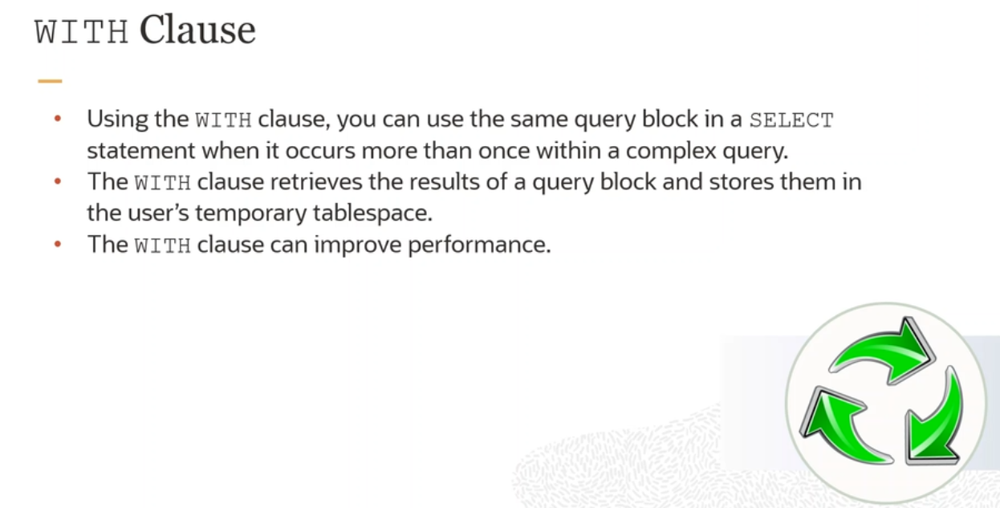 WITH Clause
• Using the WITH clause, you can use the same query block in a SELECT
statement when it occurs more than once within a complex query.
• The WITH clause retrieves the results of a query block and stores them in
the user’s temporary tablespace.
• The WITH clause can improve performance.